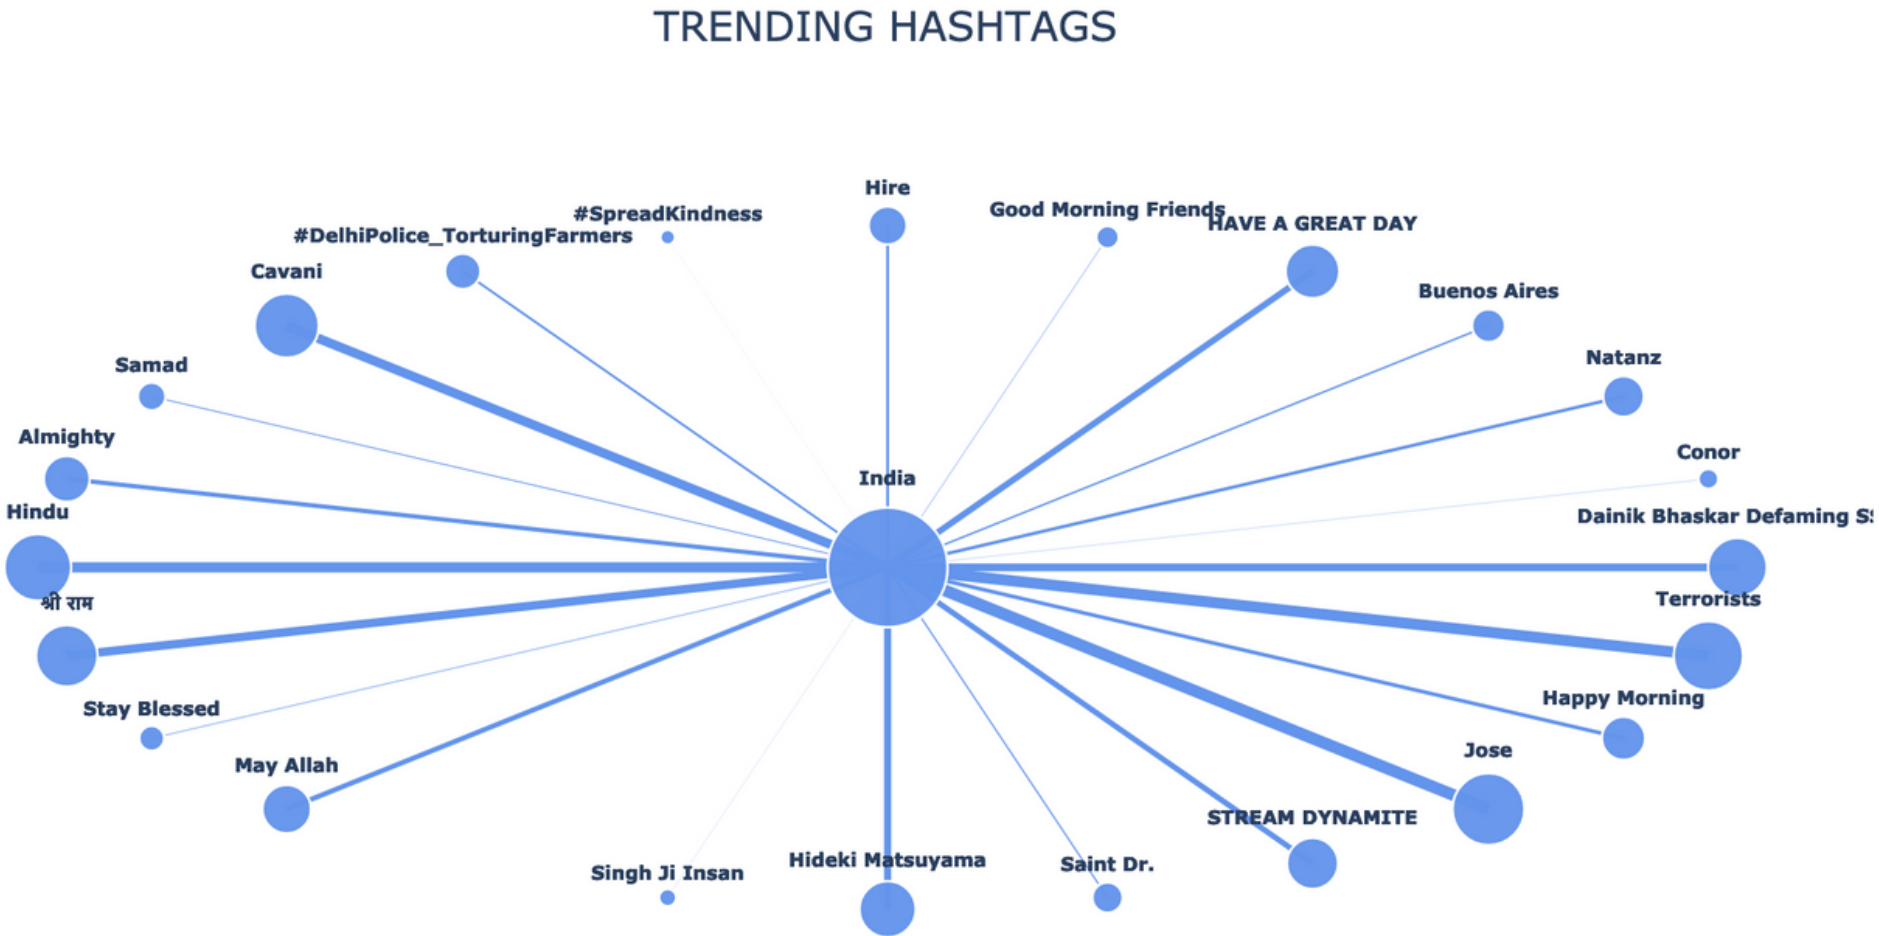 TRENDING HASHTAGS
Hire
#SpreadKindness
Good Morning Friends
HAVE A GREAT DAY
#DelhiPolice_TorturingFarmers
Cavani
Buenos Aires
Samad
Natanz
Almighty
Conor
India
Hindu
Dainik Bhaskar Defaming
श्री राम
Terrorists
Stay Blessed
Happy Morning
May Allah
Jose
STREAM DYNAMITE
Singh Ji Insan
Hideki Matsuyama
Saint Dr.